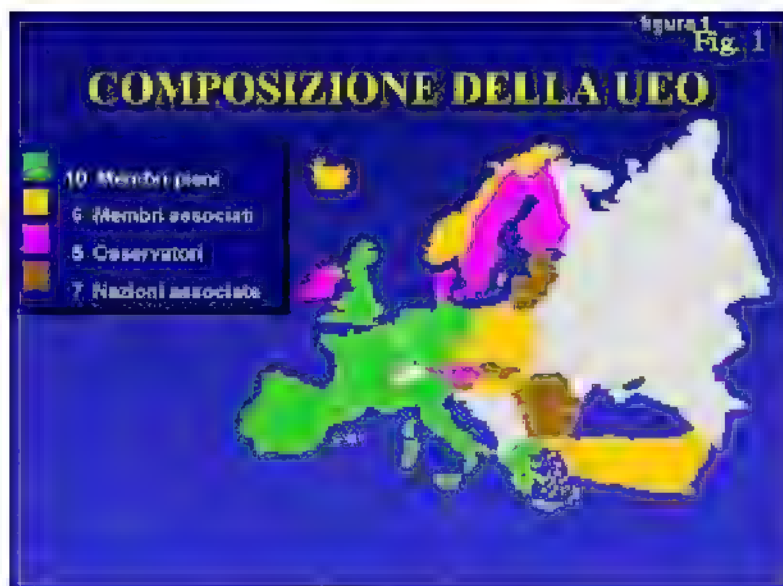 figura 1
Fig. 1
COMPOSIZIONE DELLA UEO
10 Membri pieni
6 Membri associati
5 Osservatori
7 Nazioni associate